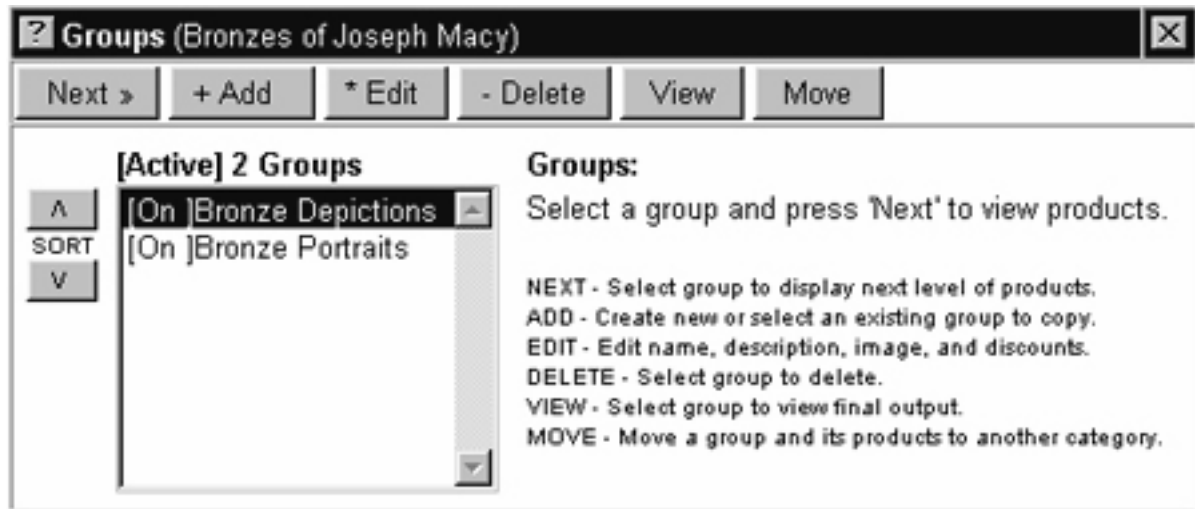 ? Groups (Bronzes of Joseph Macy) X
Next » + Add * Edit - Delete View Move
[Active] 2 Groups
[On ]Bronze Depictions
[On ]Bronze Portraits
Λ
SORT
V
Groups:
Select a group and press 'Next' to view products.
NEXT - Select group to display next level of products.
ADD - Create new or select an existing group to copy.
EDIT - Edit name, description, image, and discounts.
DELETE - Select group to delete.
VIEW - Select group to view final output.
MOVE - Move a group and its products to another category.